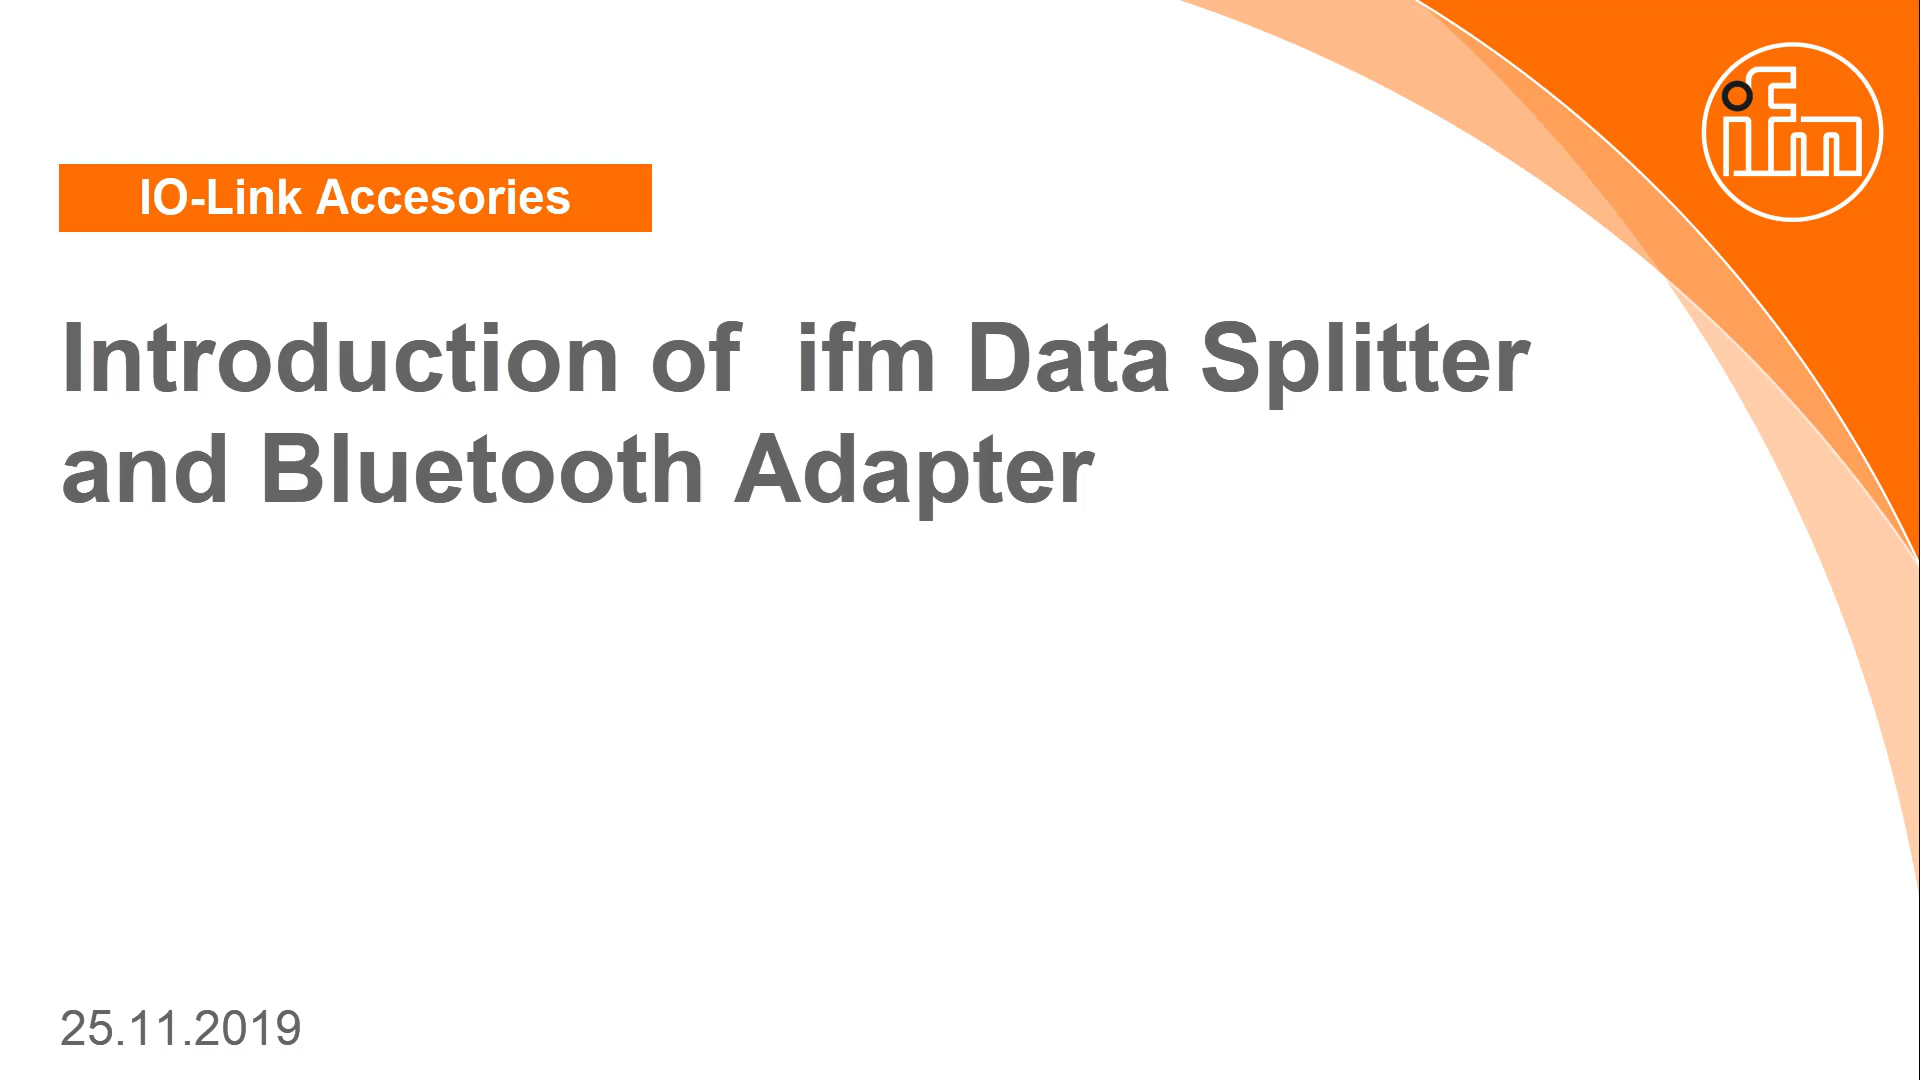 ifm
IO-Link Accesories
Introduction of  ifm Data Splitter
and Bluetooth Adapter
25.11.2019